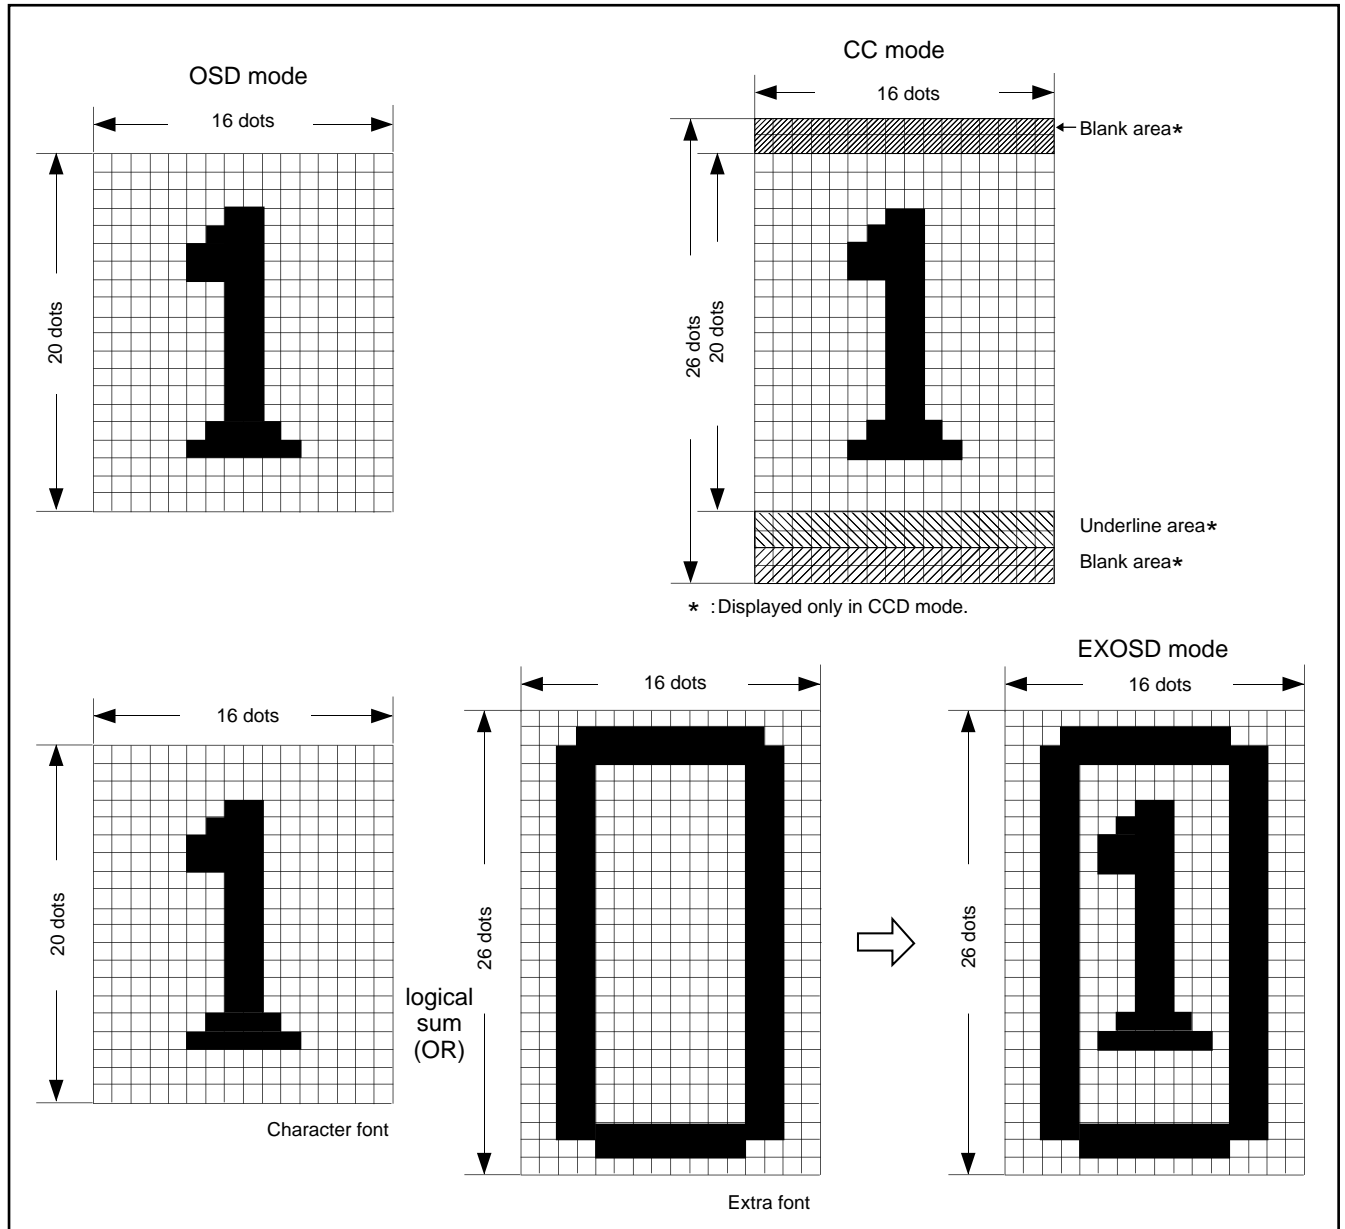 OSD mode
16 dots
20 dots
CC mode
16 dots
Blank area*
26 dots
20 dots
Underline area*
Blank area*
* :Displayed only in CCD mode.
16 dots
20 dots
Character font
logical
sum
(OR)
16 dots
26 dots
Extra font
EXOSD mode
16 dots
26 dots